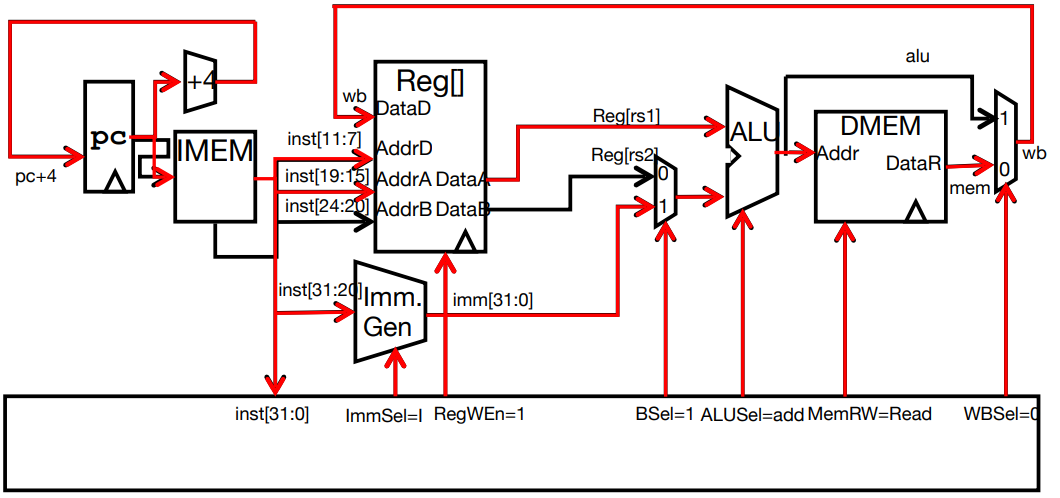 Reg[]
alu
+4
wb
DataD
pc
Reg[rs1]
-1
IMEM
inst[11:7]
AddrD
ALU
DMEM
Reg[rs2]
wb
pc+4
inst[19:15]
AddrA DataA
0
Addr
DataR
0
mem
inst[24:20]
AddrB DataB
1
inst[31:20]
Imm.
Gen
imm[31:0]
inst[31:0]
ImmSel=I
RegWEn=1
BSel=1
ALUSel=add
MemRW=Read
WBSel=0